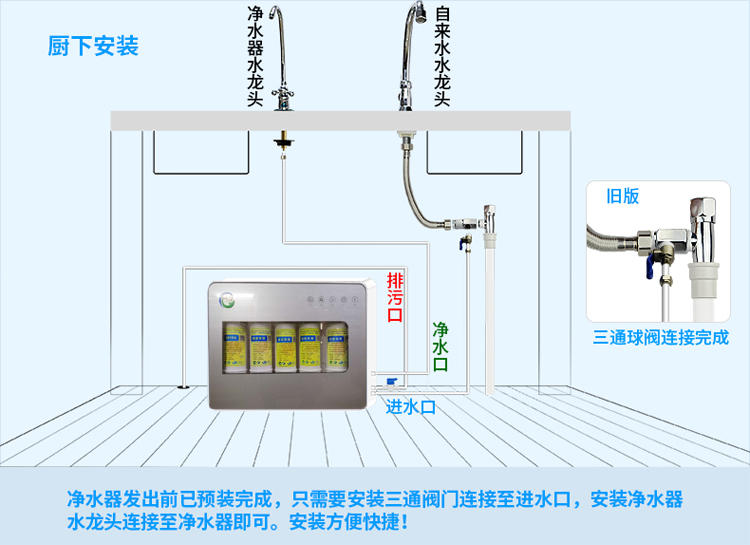 厨下安装
净水器水龙头
自来水水龙头
旧版
三通球阀连接完成
排污口
净水口
进水口
净水器发出前已预装完成，只需要安装三通阀门连接至进水口，安装净水器
水龙头连接至净水器即可。安装方便快捷！